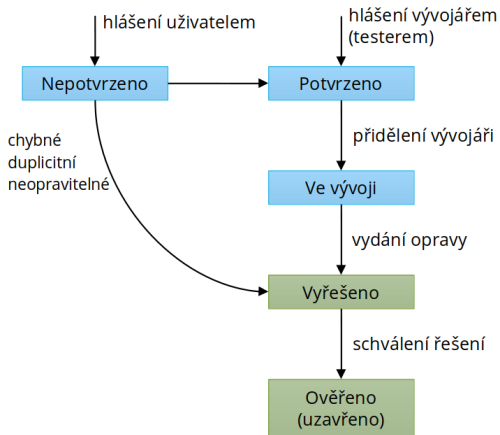 hlášení uživatelem
hlášení vývojářem
(testerem)
Nepotvrzeno
Potvrzeno
chybné
duplicitní
neopravitelné
přidělení vývojáři
Ve vývoji
vydání opravy
Vyřešeno
schválení řešení
Ověřeno
(uzavřeno)